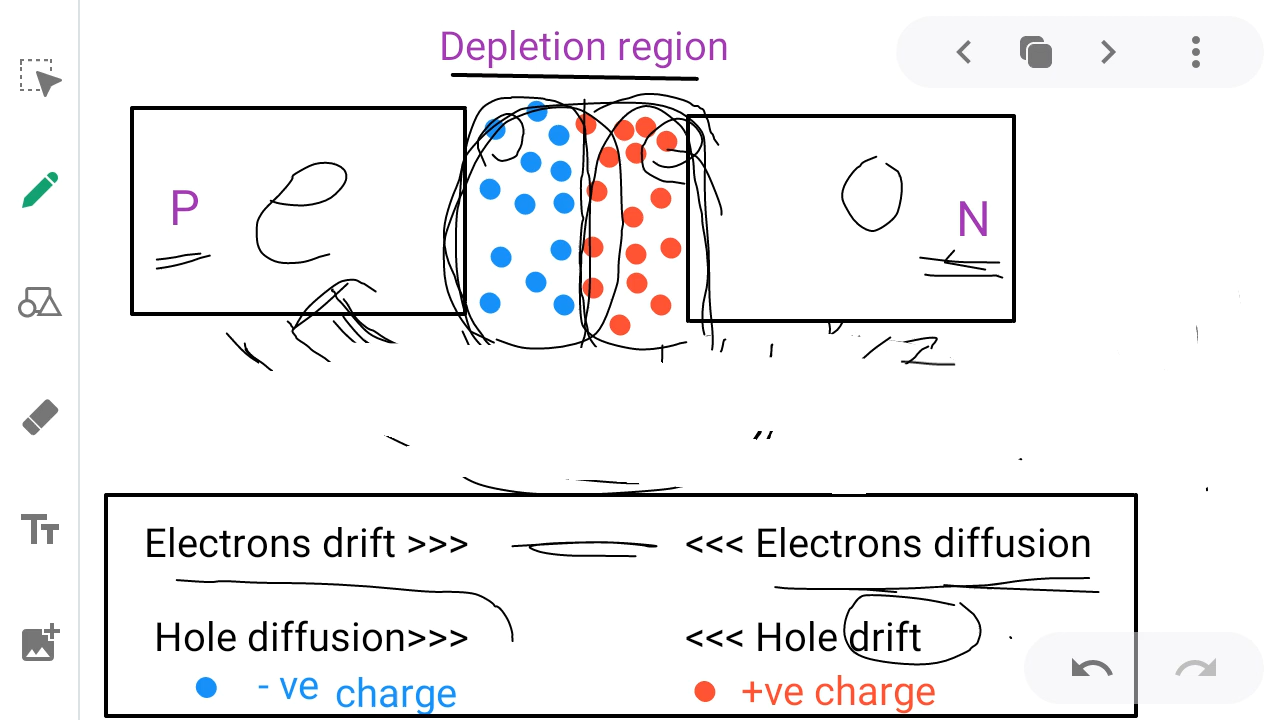 Depletion region
P e O N
Electrons drift >>> <<< Electrons diffusion
Hole diffusion>>> <<< Hole drift
- ve charge +ve charge